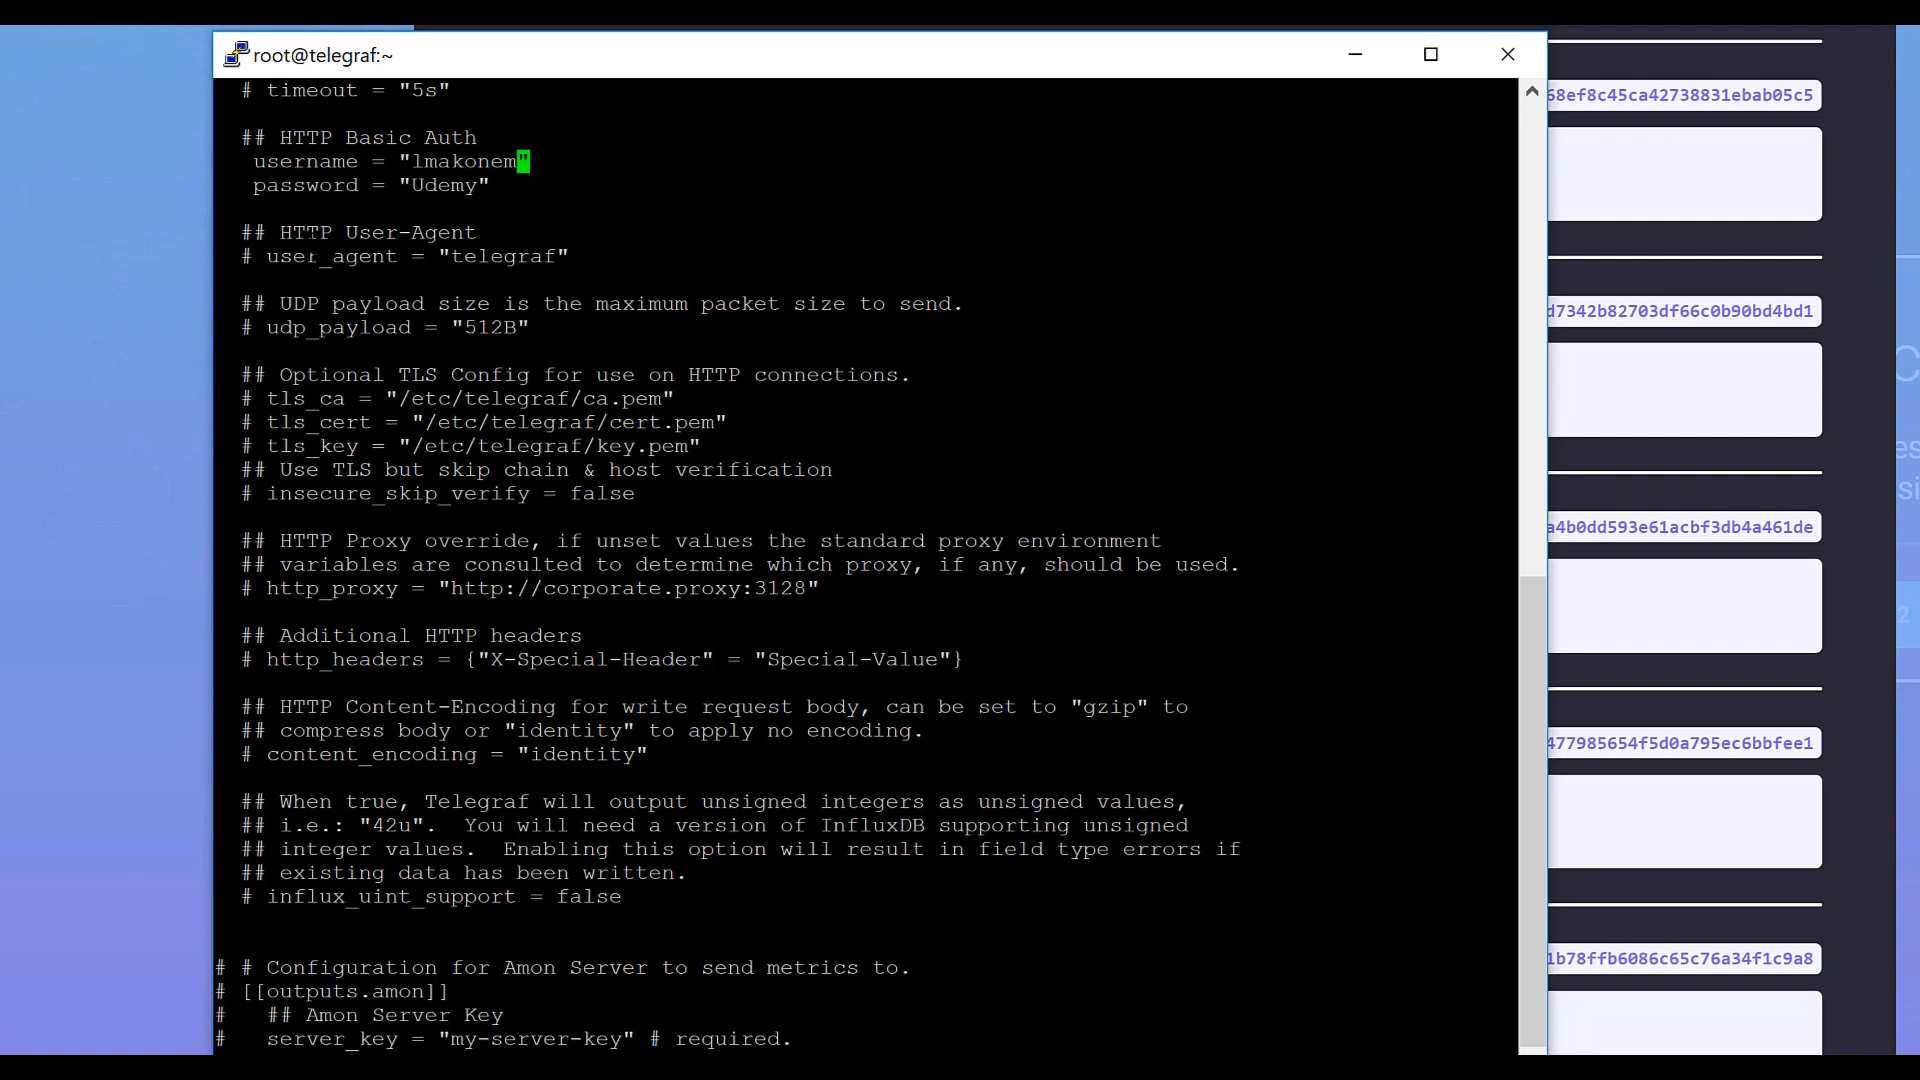 root@telegraf:~
# timeout = "5s"
## HTTP Basic Auth
username = "lmakonem"
password = "Udemy"
## HTTP User-Agent
# user_agent = "telegraf"
## UDP payload size is the maximum packet size to send.
# udp_payload = "512B"
## Optional TLS Config for use on HTTP connections.
# tls_ca = "/etc/telegraf/ca.pem"
# tls_cert = "/etc/telegraf/cert.pem"
# tls_key = "/etc/telegraf/key.pem"
## Use TLS but skip chain & host verification
# insecure_skip_verify = false
## HTTP Proxy override, if unset values the standard proxy environment
## variables are consulted to determine which proxy, if any, should be used.
# http_proxy = "http://corporate.proxy:3128"
## Additional HTTP headers
# http_headers = {"X-Special-Header" = "Special-Value"}
## HTTP Content-Encoding for write request body, can be set to "gzip" to
## compress body or "identity" to apply no encoding.
# content_encoding = "identity"
## When true, Telegraf will output unsigned integers as unsigned values,
## i.e.: "42u".  You will need a version of InfluxDB supporting unsigned
## integer values.  Enabling this option will result in field type errors if
## existing data has been written.
# influx_uint_support = false
# # Configuration for Amon Server to send metrics to.
# [[outputs.amon]]
#   ## Amon Server Key
#   server_key = "my-server-key" # required.
68ef8c45ca42738831ebab05c5
d7342b82703df66c0b90bd4bd1
a4b0dd593e61acbf3db4a461de
477985654f5d0a795ec6bbfee1
1b78ffb6086c65c76a34f1c9a8